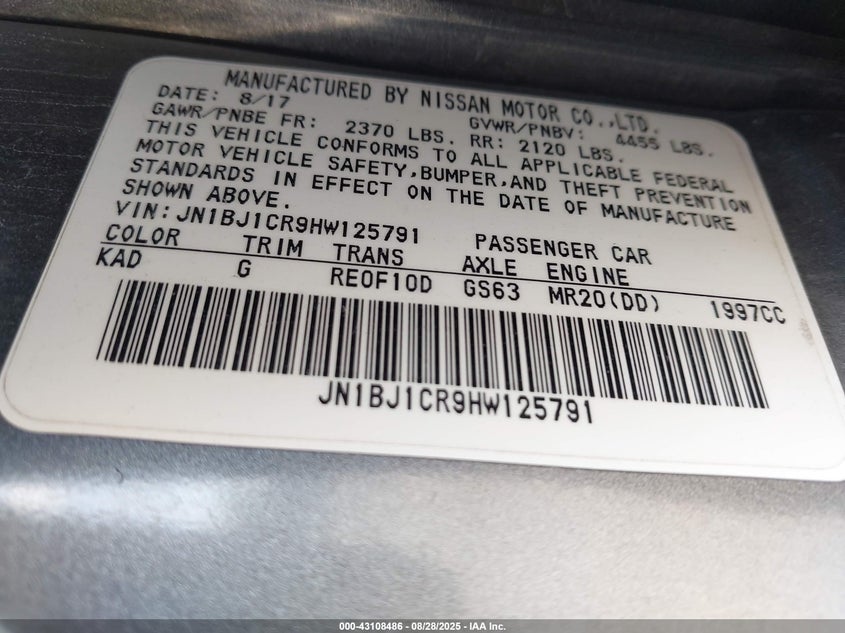 MANUFACTURED BY NISSAN MOTOR CO.,LTD.
DATE: 8/17 GVWR/PNBV: 4455 LBS.
GAWR/PNBE FR: 2370 LBS. RR: 2120 LBS.
THIS VEHICLE CONFORMS TO ALL APPLICABLE FEDERAL
MOTOR VEHICLE SAFETY,BUMPER,AND THEFT PREVENTION
STANDARDS IN EFFECT ON THE DATE OF MANUFACTURE
SHOWN ABOVE.
VIN:JN1BJ1CR9HW125791 PASSENGER CAR
COLOR TRIM TRANS AXLE ENGINE
KAD G RE0F10D GS63 MR20(DD) 1997CC
JN1BJ1CR9HW125791
000-43108486 - 08/28/2025 - IAA Inc.